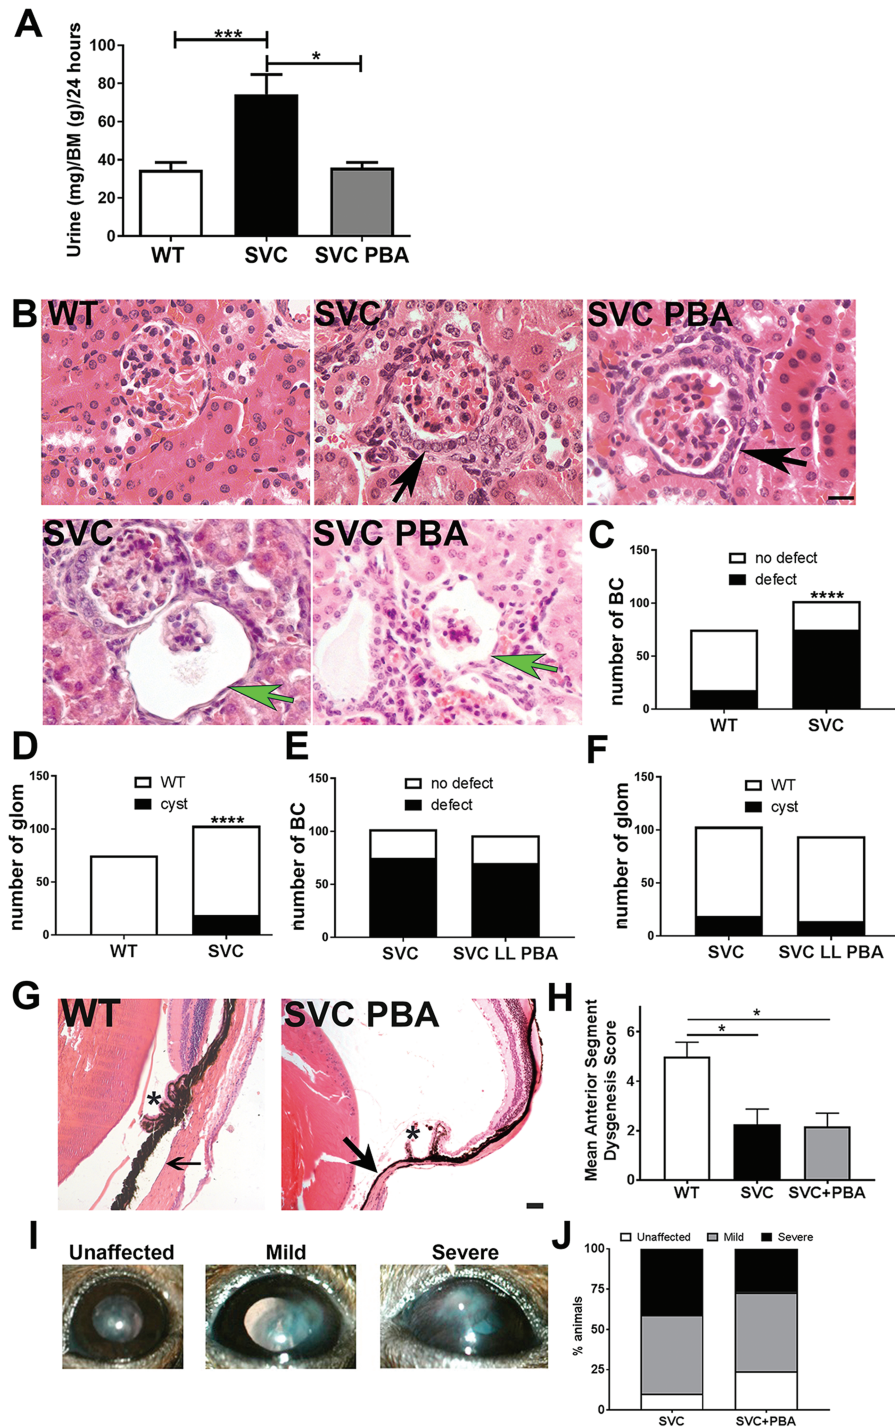 A
Urine (mg)/BM (g)/24 hours
100
80
60
40
20
0
***
*
WT
SVC
SVC PBA
B
WT
SVC
SVC PBA
SVC
SVC PBA
C
number of BC
150
100
50
0
no defect
defect
****
WT
SVC
D
number of glom
150
100
50
0
WT
cyst
****
WT
SVC
E
number of BC
150
100
50
0
no defect
defect
SVC
SVC LL PBA
F
number of glom
150
100
50
0
WT
cyst
SVC
SVC LL PBA
G
WT
*
SVC PBA
*
H
Mean Anterior Segment
Dysgenesis Score
6
4
2
0
*
*
WT
SVC
SVC+PBA
I
Unaffected
Mild
Severe
J
Unaffected
Mild
Severe
% animals
100
75
50
25
0
SVC
SVC+PBA